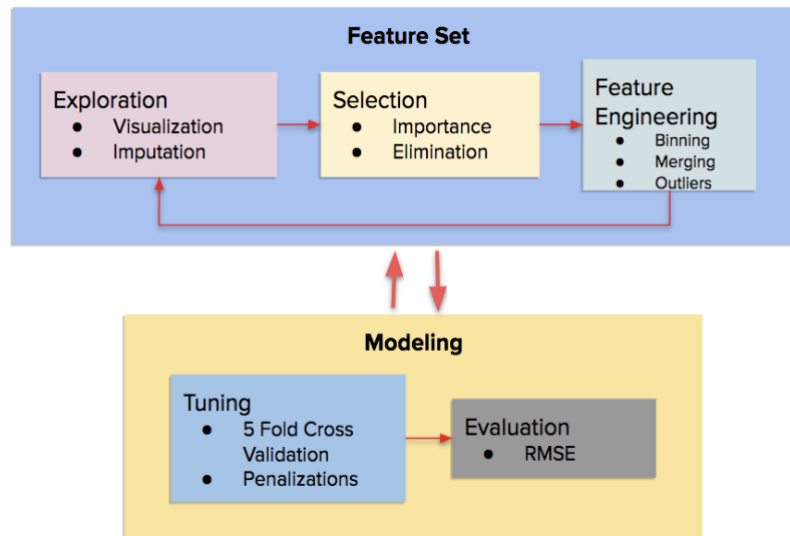 Feature Set
Exploration
● Visualization
● Imputation
Selection
● Importance
● Elimination
Feature
Engineering
● Binning
● Merging
● Outliers
Modeling
Tuning
● 5 Fold Cross
Validation
● Penalizations
Evaluation
● RMSE